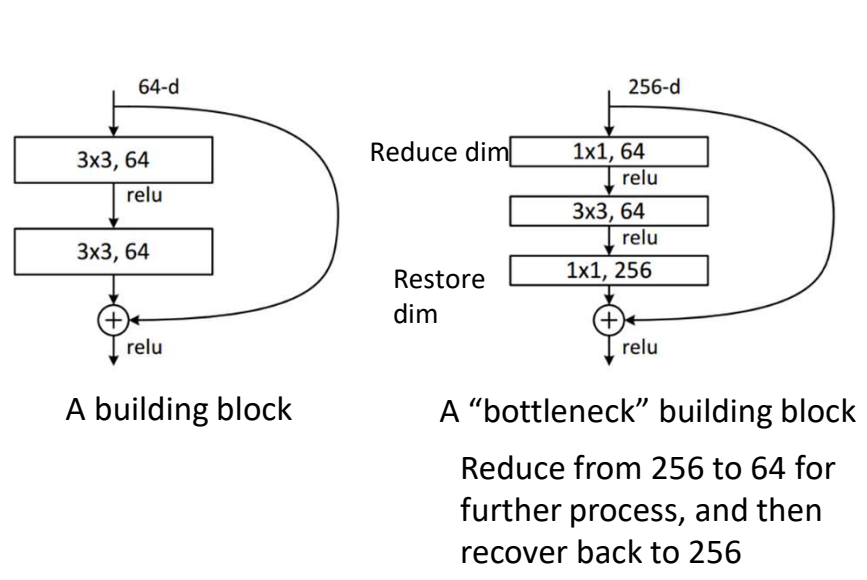 64-d
3x3, 64
relu
3x3, 64
+
relu
A building block
256-d
Reduce dim
1x1, 64
relu
3x3, 64
relu
Restore
dim
1x1, 256
+
relu
A “bottleneck” building block
Reduce from 256 to 64 for
further process, and then
recover back to 256